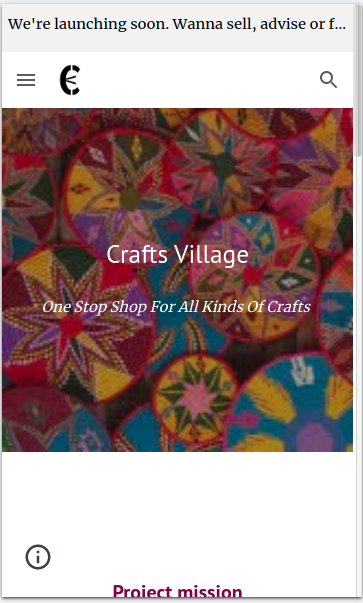 We're launching soon. Wanna sell, advise or f...
Crafts Village
One Stop Shop For All Kinds Of Crafts
Project mission